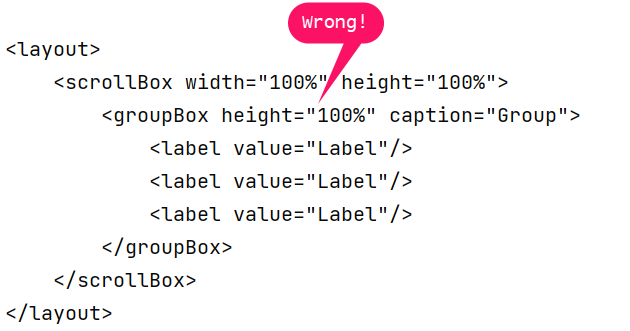 Wrong!
<layout>
    <scrollBox width="100%" height="100%">
        <groupBox height="100%" caption="Group">
            <label value="Label"/>
            <label value="Label"/>
            <label value="Label"/>
        </groupBox>
    </scrollBox>
</layout>